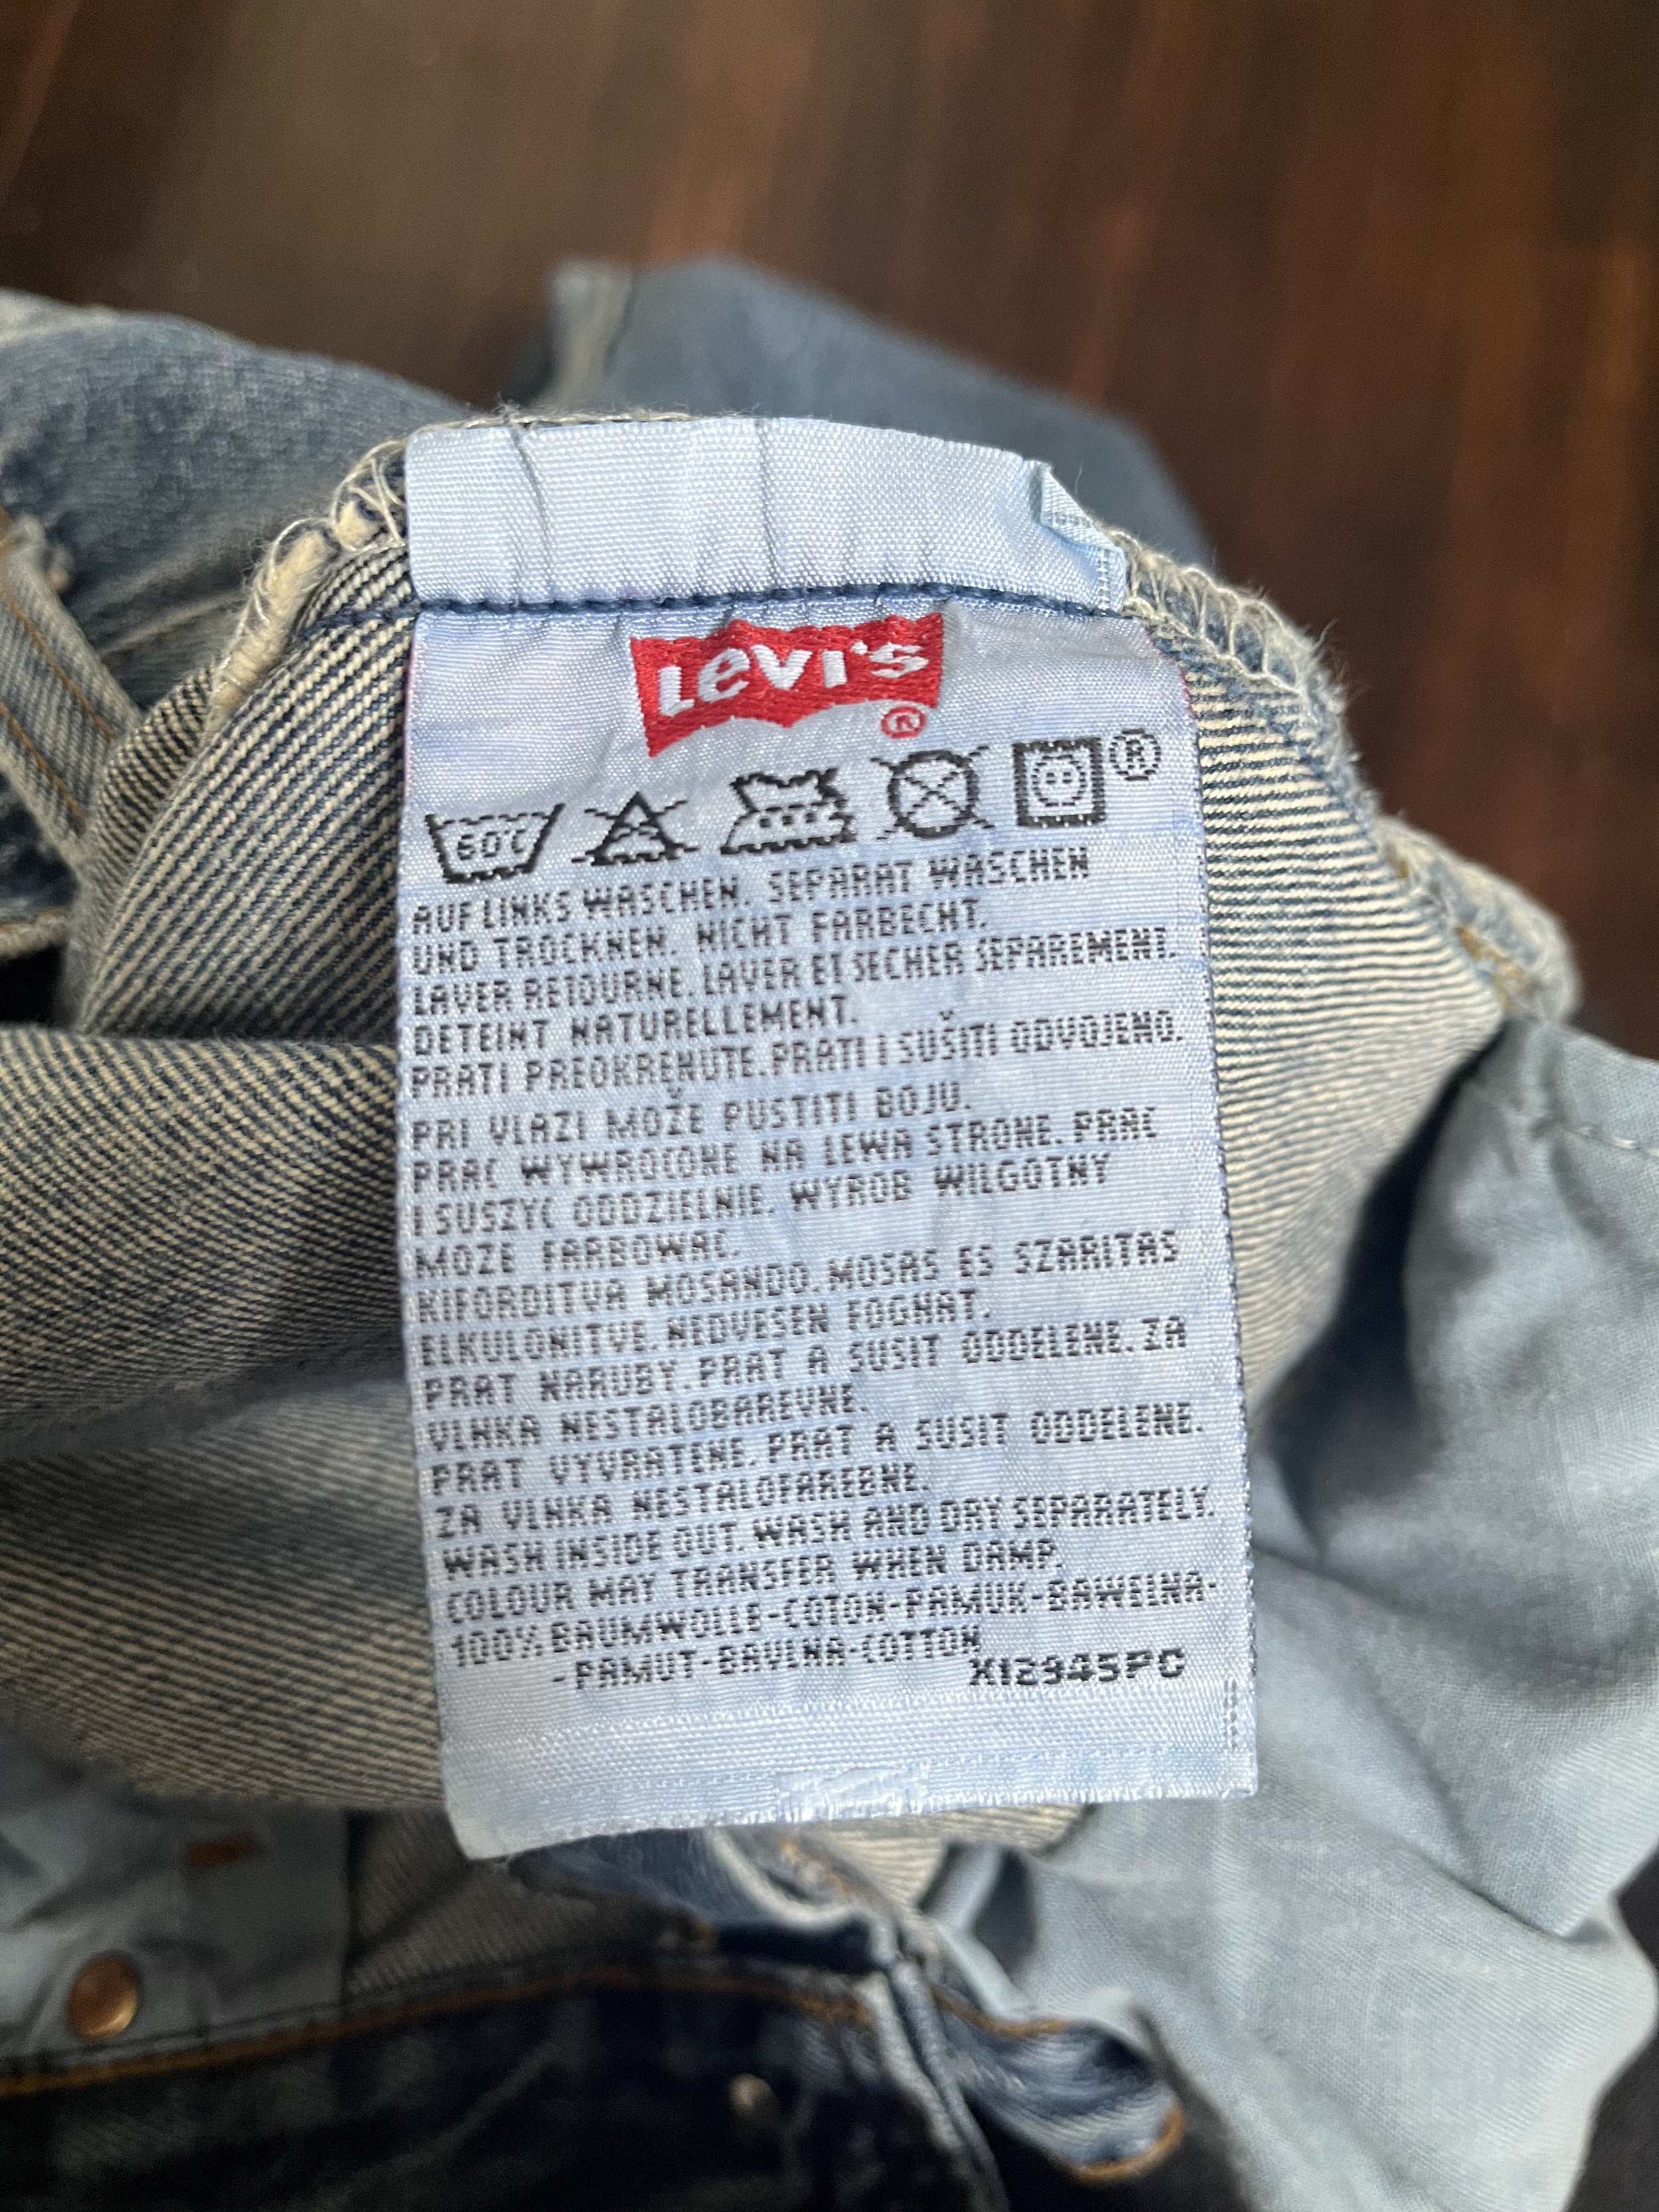 Levi's ®
60C ®
AUF LINKS WASCHEN. SEPARAT WASCHEN
UND TROCKNEN. NICHT FARBECHT.
LAVER RETOURNE. LAVER ET SECHER SEPAREMENT.
DETEINT NATURELLEMENT.
PRATI PREOKRENUTE. PRATI I SUŠITI ODVOJENO.
PRI VLAZI MOŽE PUSTITI BOJU.
PRAC WYWROCONE NA LEWA STRONE. PRAC
I SUSZYC ODDZIELNIE. WYROB WILGOTNY
MOZE FARBOWAC.
KIFORDITVA MOSANDO. MOSAS ES SZARITAS
ELKULONITVE. NEDVESEN FOGHAT.
PRAT NARUBY. PRAT A SUSIT ODDELENE. ZA
VLHKA NESTALOBAREVNE.
PRAT VYVRATENE. PRAT A SUSIT ODDELENE.
ZA VLHKA NESTALOFAREBNE.
WASH INSIDE OUT. WASH AND DRY SEPARATELY.
COLOUR MAY TRANSFER WHEN DAMP.
100% BAUMWOLLE-COTON-PAMUK-BAWELNA-
-PAMUT-BAVLNA-COTTON
X12945PC